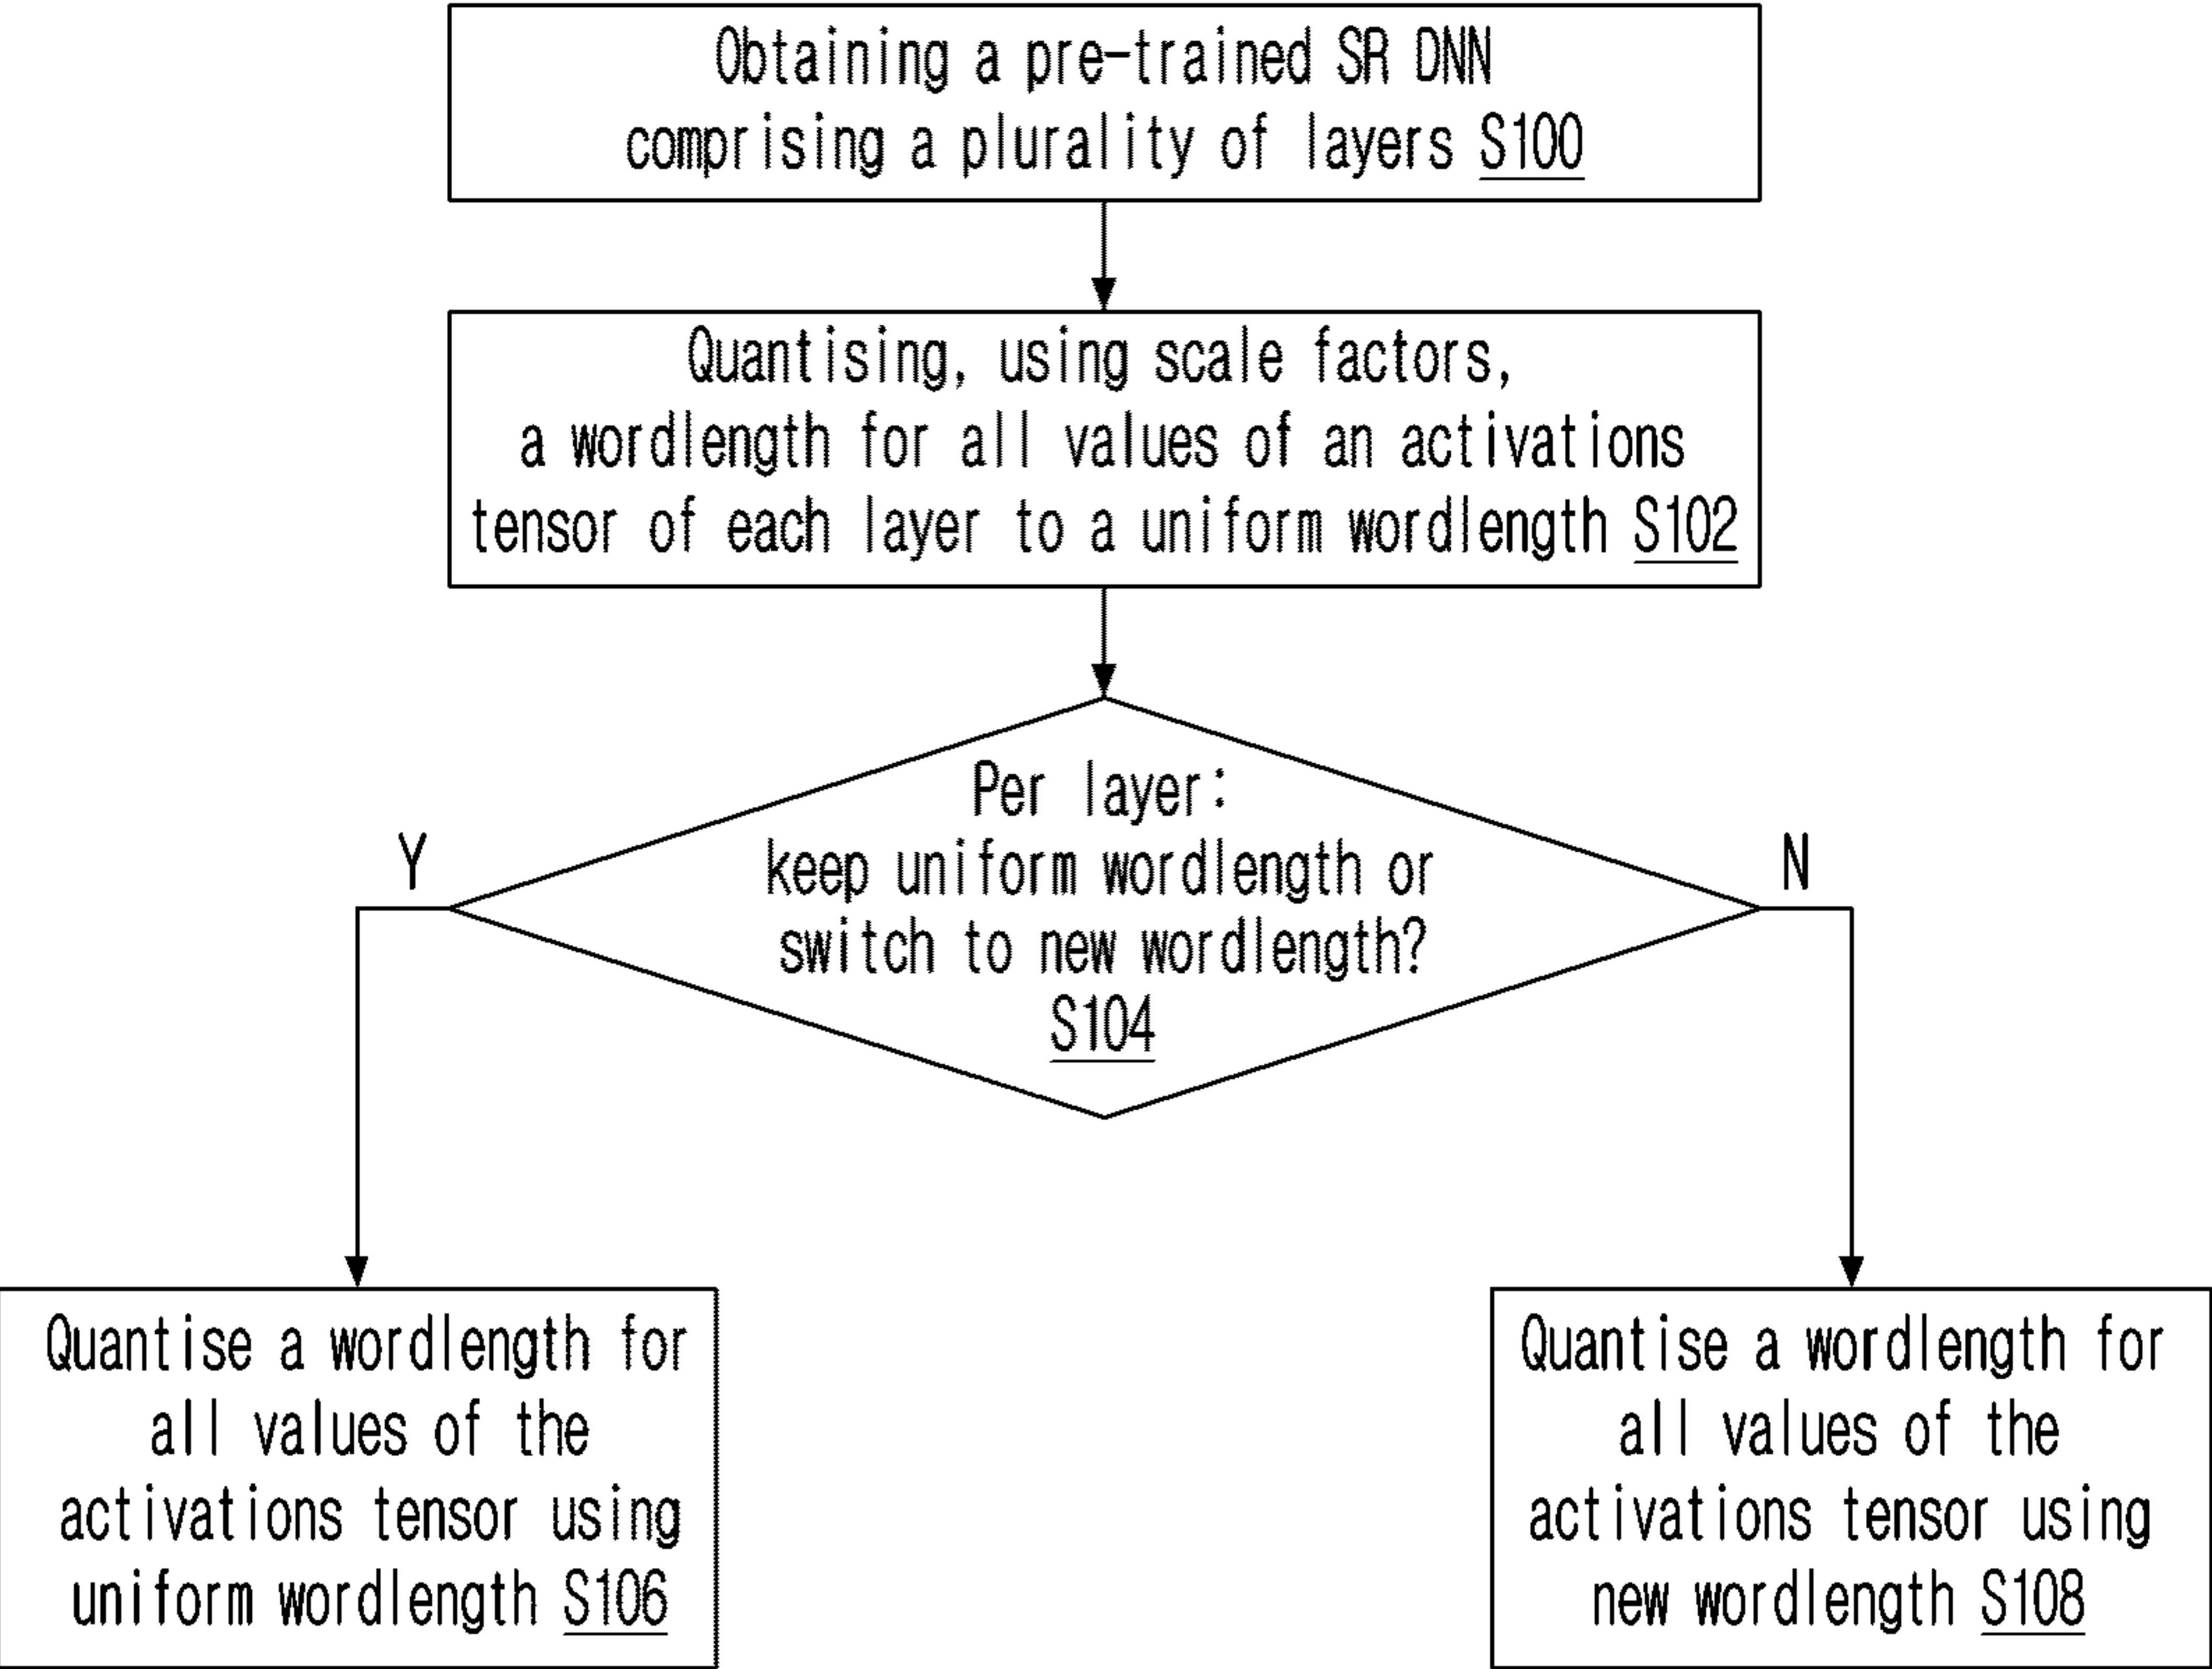 Obtaining a pre-trained SR DNN
comprising a plurality of layers S100
Quantising, using scale factors,
a wordlength for all values of an activations
tensor of each layer to a uniform wordlength S102
Per layer:
keep uniform wordlength or
switch to new wordlength?
S104
Y
N
Quantise a wordlength for
all values of the
activations tensor using
uniform wordlength S106
Quantise a wordlength for
all values of the
activations tensor using
new wordlength S108